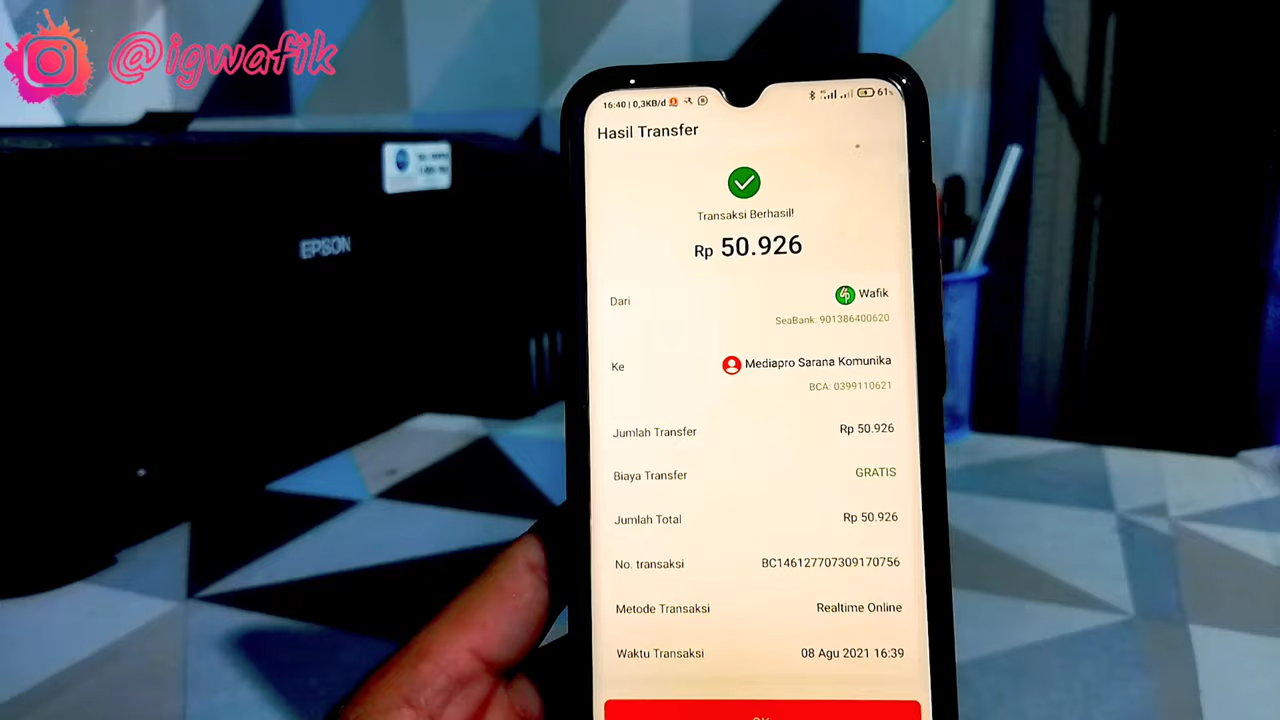 @igwafik
EPSON
16:40 | 0,3KB/d
61%
Hasil Transfer
Transaksi Berhasil!
Rp 50.926
Dari
Wafik
SeaBank: 901386400620
Ke
Mediapro Sarana Komunika
BCA: 0399110621
Jumlah Transfer
Rp 50.926
Biaya Transfer
GRATIS
Jumlah Total
Rp 50.926
No. transaksi
BC146127707309170756
Metode Transaksi
Realtime Online
Waktu Transaksi
08 Agu 2021 16:39